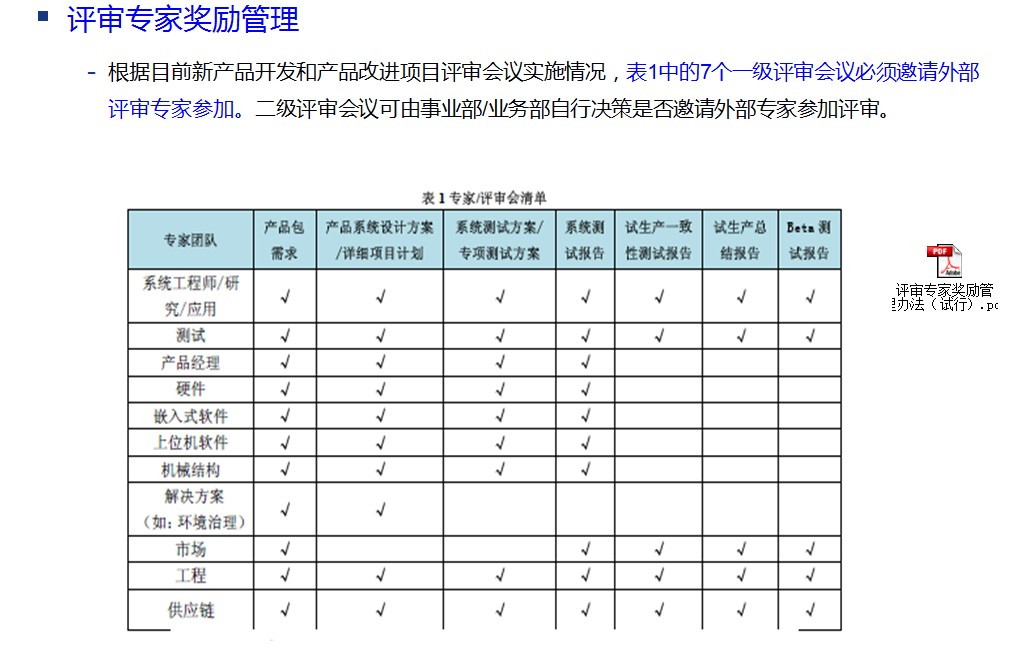 评审专家奖励管理
根据目前新产品开发和产品改进项目评审会议实施情况，表1中的7个一级评审会议必须邀请外部
评审专家参加。二级评审会议可由事业部/业务部自行决策是否邀请外部专家参加评审。
表 1 专家/评审会清单
专家团队 产品包需求 产品系统设计方案/详细项目计划 系统测试方案/专项测试方案 系统测试报告 试生产一致性测试报告 试生产总结报告 Beta 测试报告
系统工程师/研究/应用 √ √ √ √ √ √ √
测试 √ √ √ √ √ √ √
产品经理 √ √ √ √
硬件 √ √ √ √
嵌入式软件 √ √ √ √
上位机软件 √ √ √ √
机械结构 √ √ √ √
解决方案（如：环境治理） √ √
市场 √ √ √ √ √
工程 √ √ √ √ √ √ √
供应链 √ √ √ √ √ √ √
PDF
Adobe
评审专家奖励管
理办法（试行）.pd